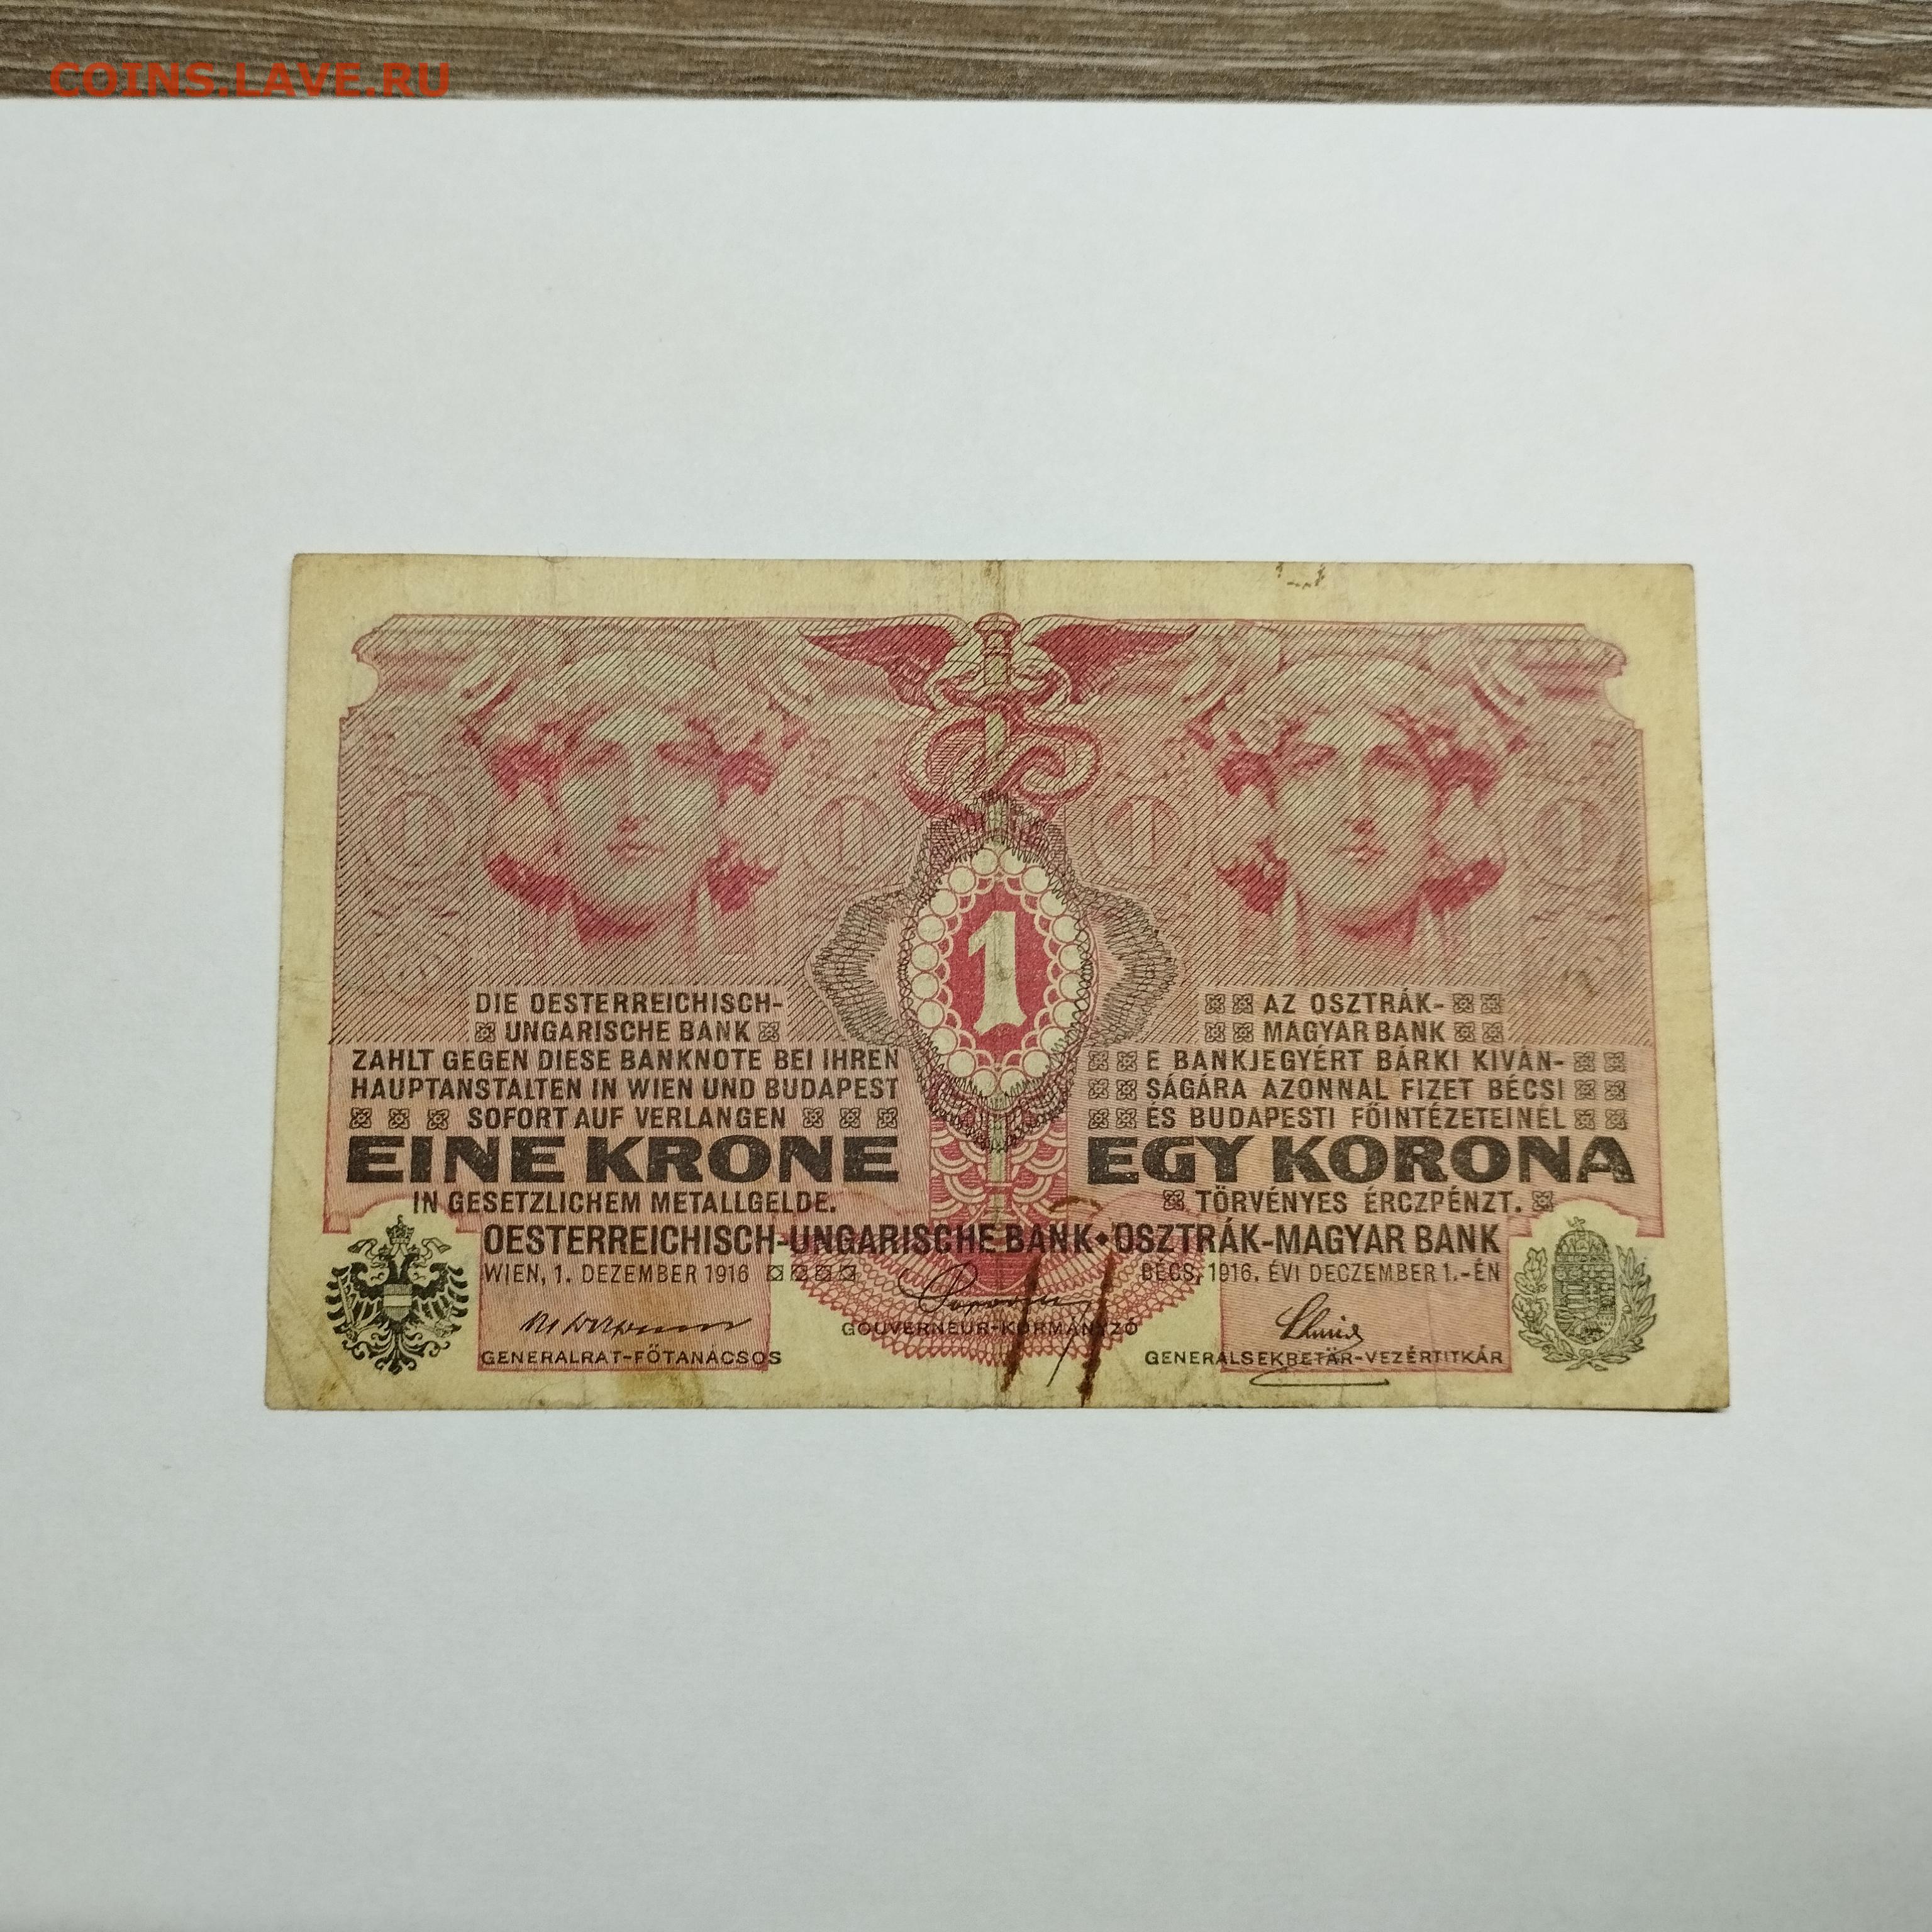 COINS.LAVE.RU
1
DIE OESTERREICHISCH-
UNGARISCHE BANK
ZAHLT GEGEN DIESE BANKNOTE BEI IHREN
HAUPTANSTALTEN IN WIEN UND BUDAPEST
SOFORT AUF VERLANGEN
EINE KRONE
IN GESETZLICHEM METALLGELDE.
AZ OSZTRÁK-
MAGYAR BANK
E BANKJEGYÉRT BÁRKI KIVÁN-
SÁGÁRA AZONNAL FIZET BÉCSI
ÉS BUDAPESTI FŐINTÉZETEINÉL
EGY KORONA
TÖRVÉNYES ÉRCZPÉNZT.
OESTERREICHISCH-UNGARISCHE BANK•OSZTRÁK-MAGYAR BANK
WIEN, 1. DEZEMBER 1916
BÉCS, 1916. ÉVI DECZEMBER 1.-ÉN
GENERALRAT-FŐTANÁCSOS
GOUVERNEUR-KORMÁNYZÓ
GENERALSEKRETÄR-VEZÉRTITKÁR